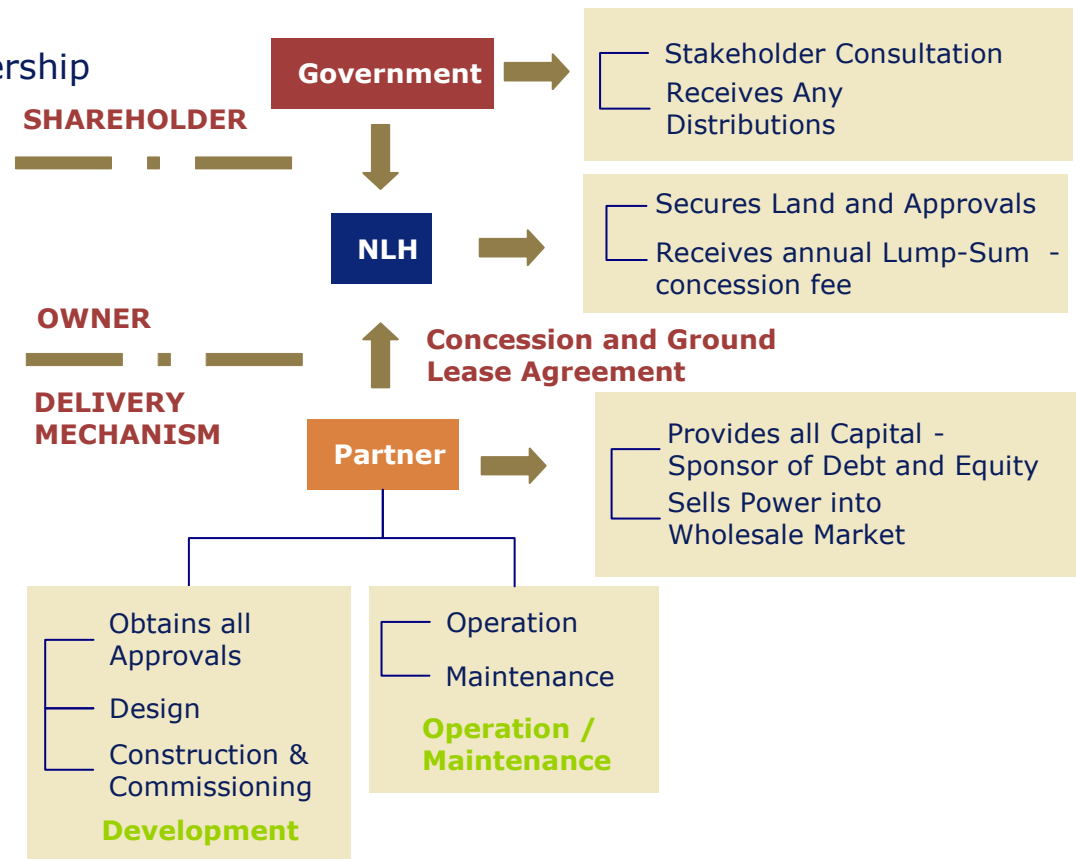 ership
Government
Stakeholder Consultation
Receives Any
Distributions
SHAREHOLDER
NLH
Secures Land and Approvals
Receives annual Lump-Sum -
concession fee
OWNER
Concession and Ground
Lease Agreement
DELIVERY
MECHANISM
Partner
Provides all Capital -
Sponsor of Debt and Equity
Sells Power into
Wholesale Market
Obtains all
Approvals
Design
Construction &
Commissioning
Development
Operation
Maintenance
Operation /
Maintenance